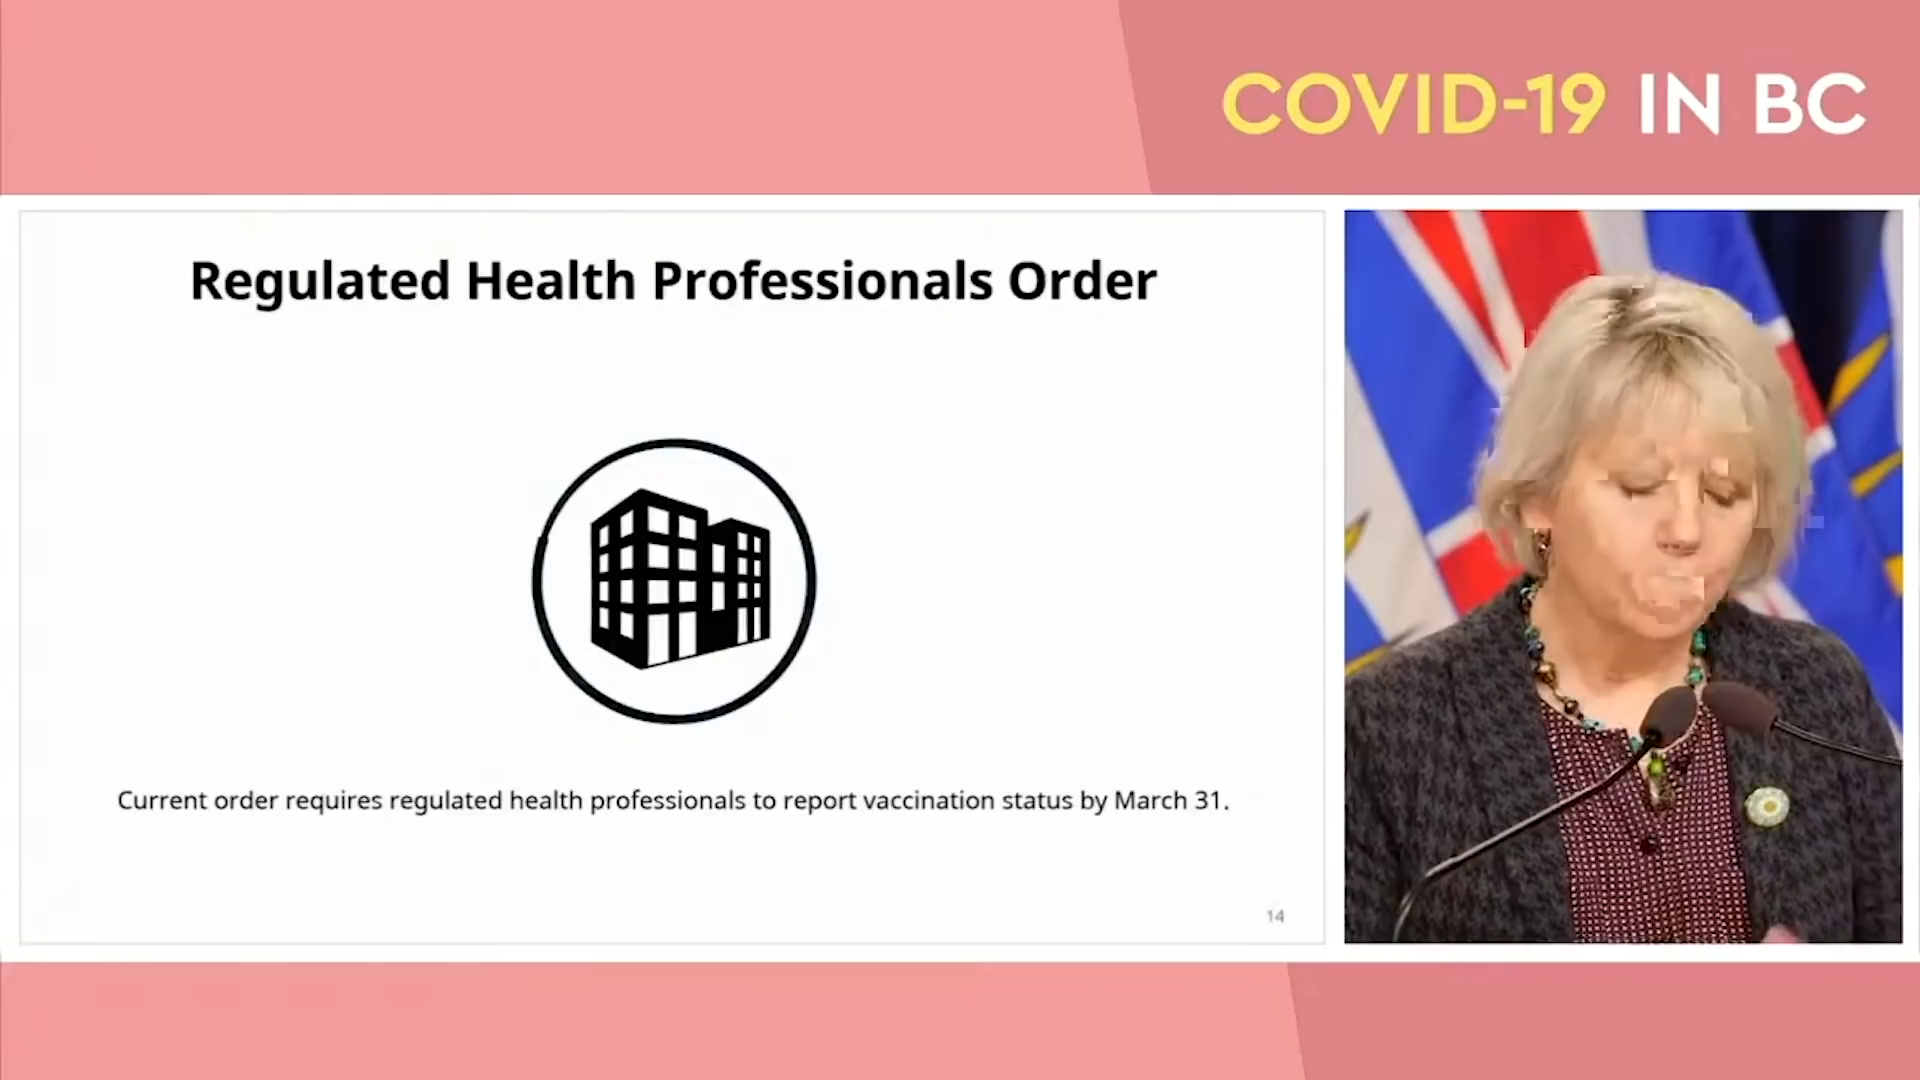 COVID-19 IN BC
Regulated Health Professionals Order
Current order requires regulated health professionals to report vaccination status by March 31.
14